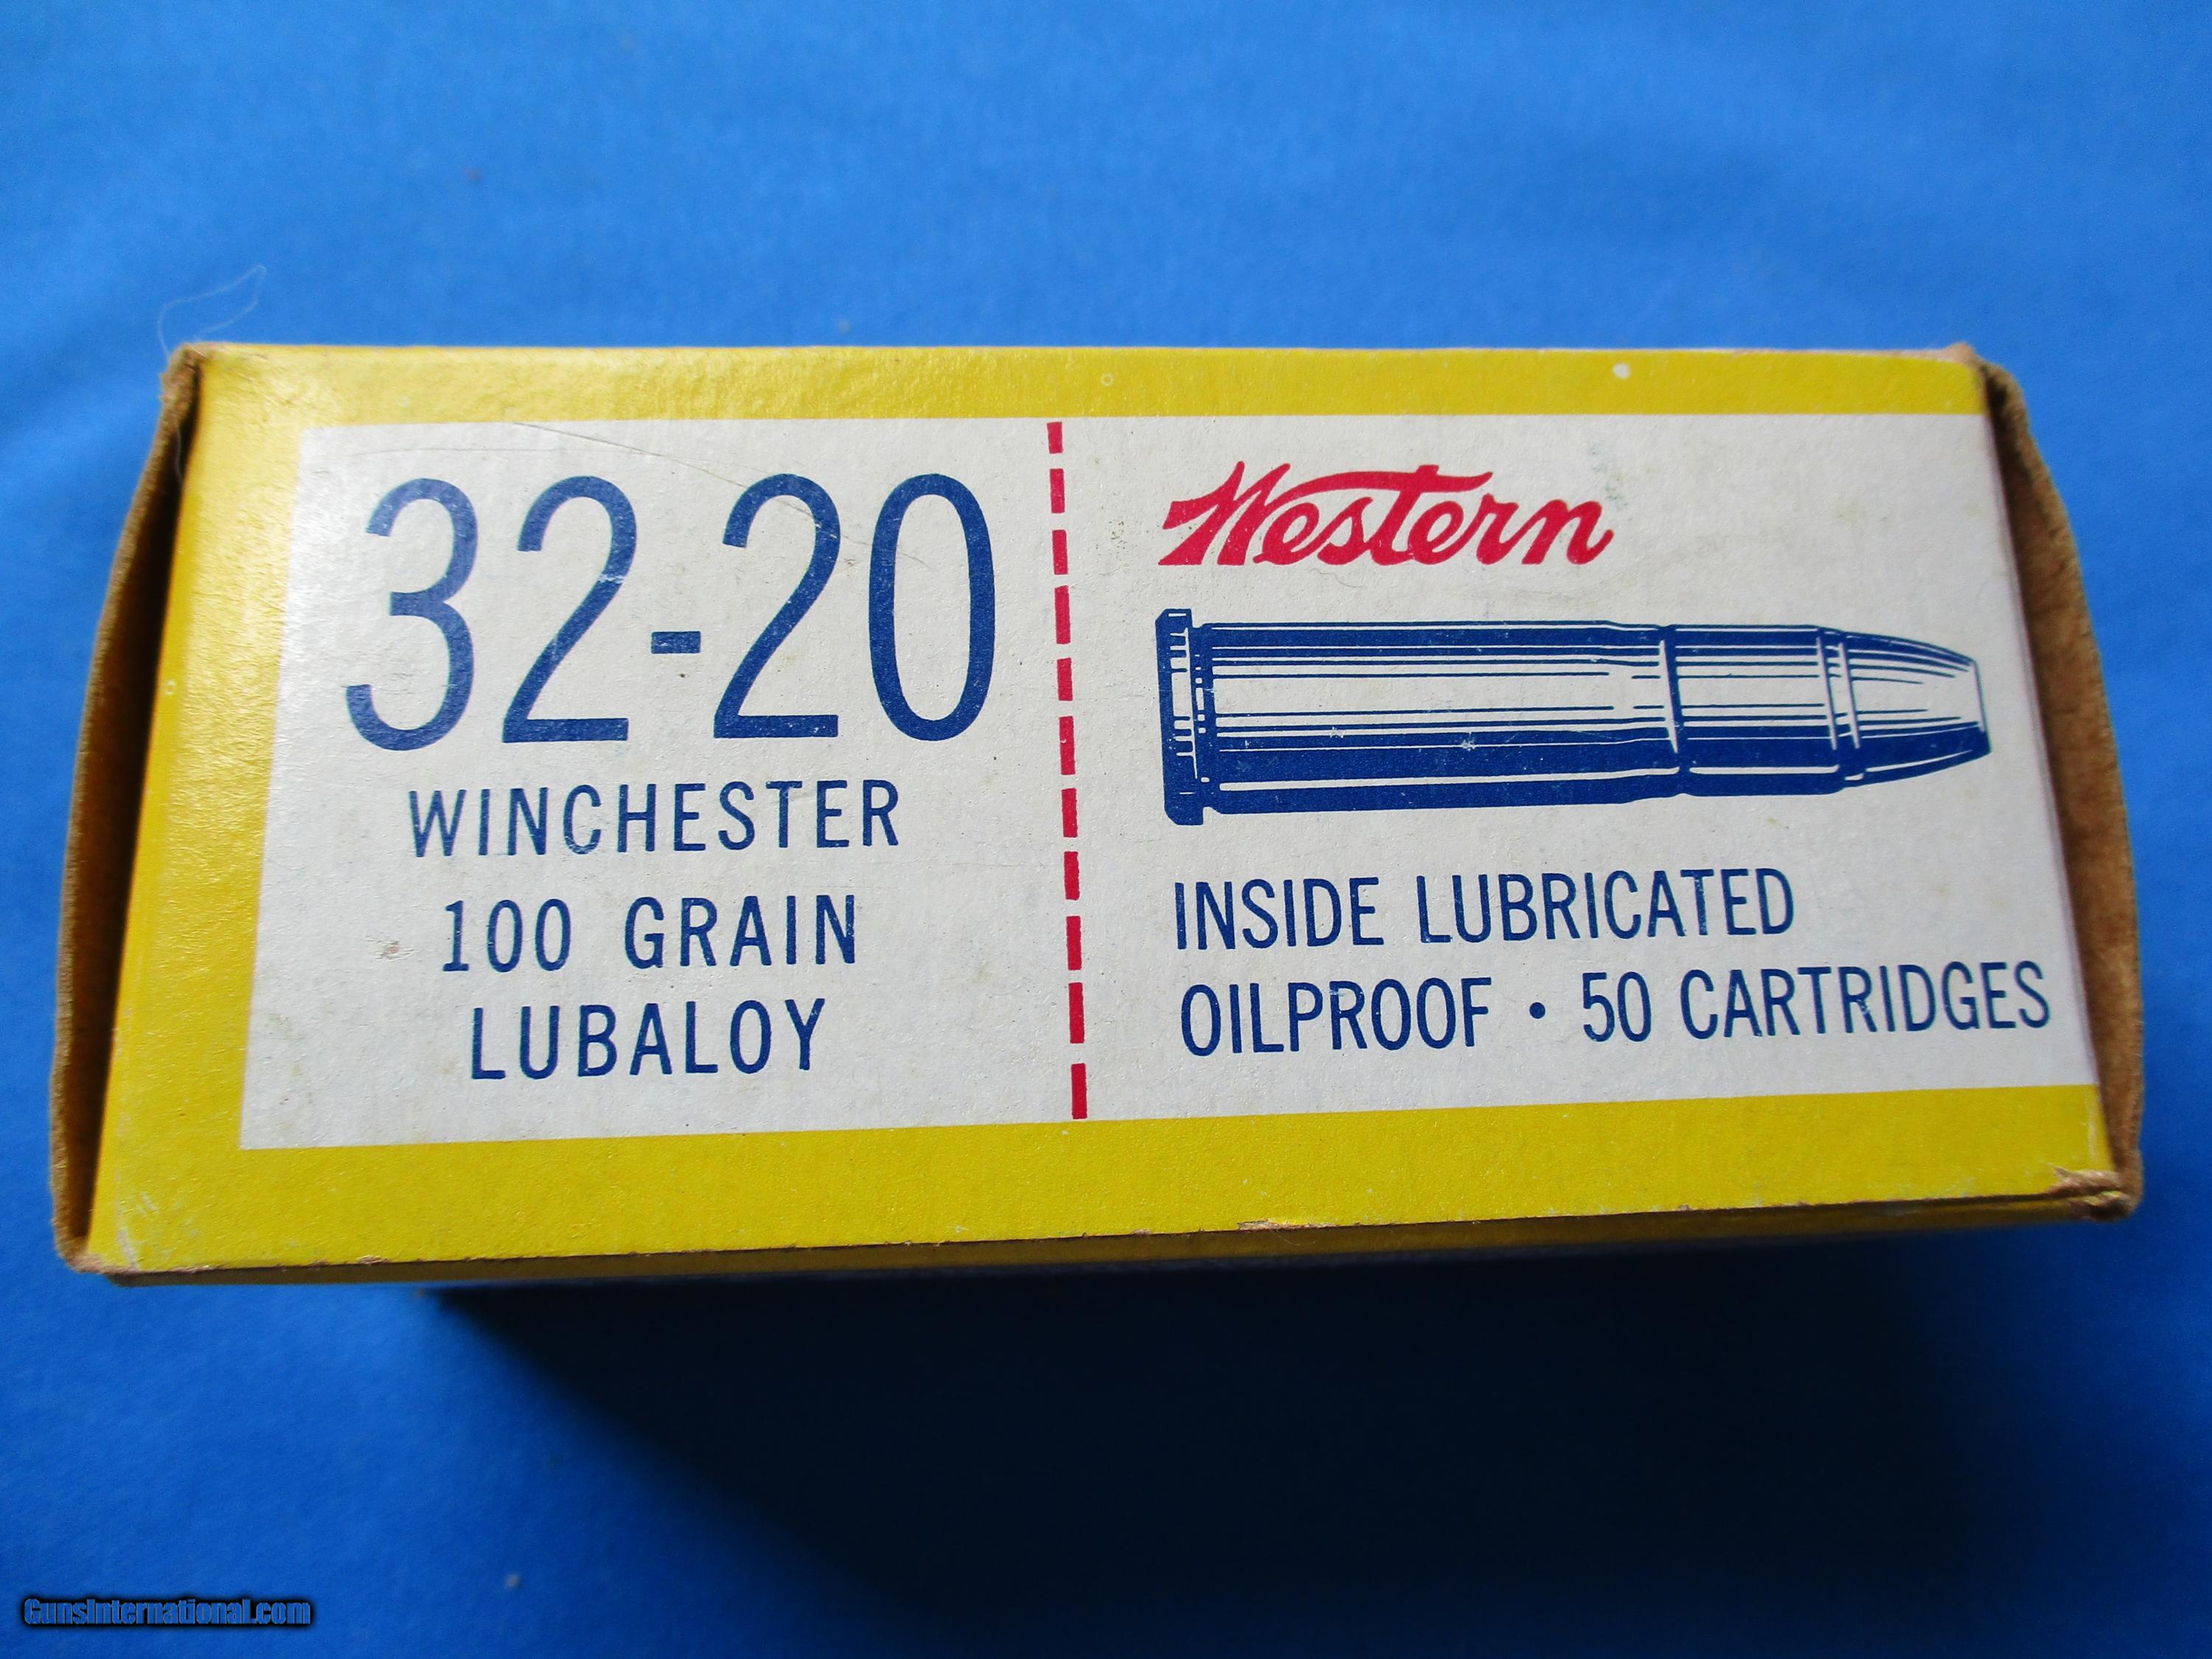 32-20
WINCHESTER
100 GRAIN
LUBALOY
Western
INSIDE LUBRICATED
OILPROOF • 50 CARTRIDGES
GunsInternational.com